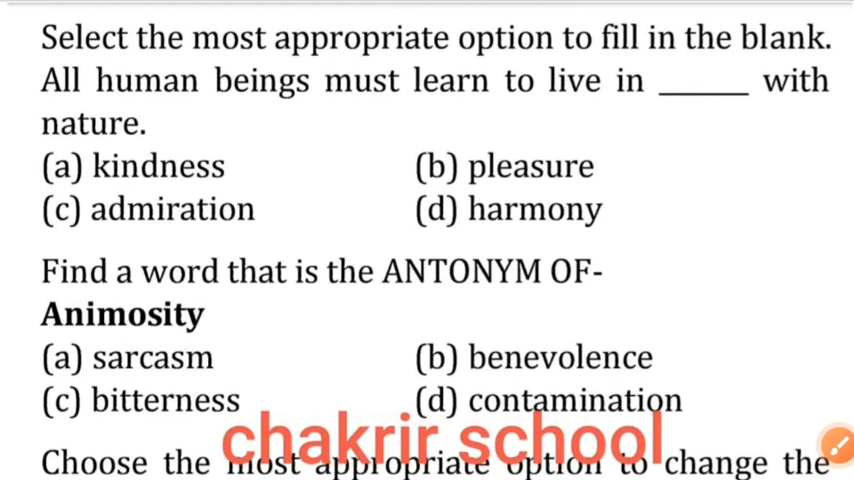 Select the most appropriate option to fill in the blank.
All human beings must learn to live in ______ with
nature.
(a) kindness (b) pleasure
(c) admiration (d) harmony
Find a word that is the ANTONYM OF-
Animosity
(a) sarcasm (b) benevolence
(c) bitterness (d) contamination
chakrir school
Choose the most appropriate option to change the